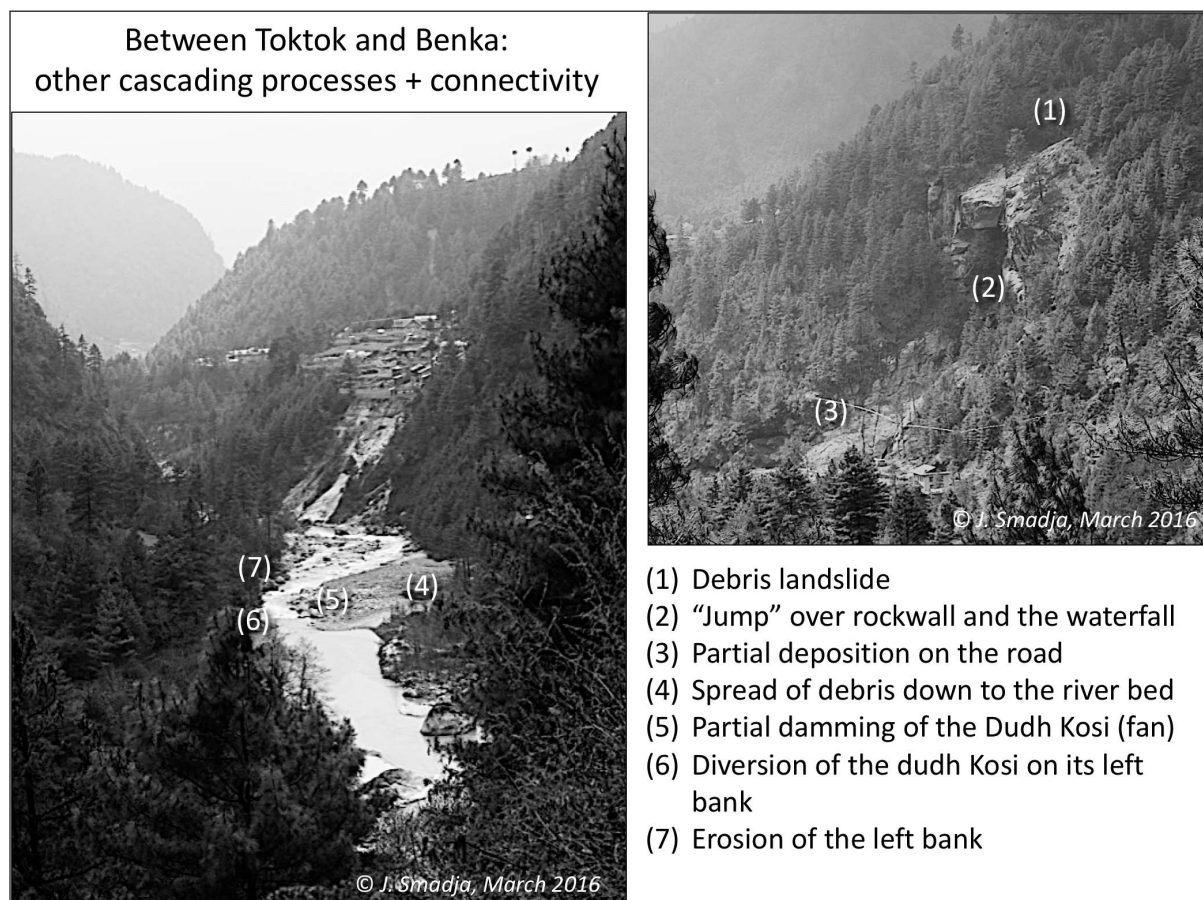 Between Toktok and Benka:
other cascading processes + connectivity
(7)
(4)
(5)
(6)
© J. Smadja, March 2016
(1)
(2)
(3)
© J. Smadja, March 2016
(1) Debris landslide
(2) “Jump” over rockwall and the waterfall
(3) Partial deposition on the road
(4) Spread of debris down to the river bed
(5) Partial damming of the Dudh Kosi (fan)
(6) Diversion of the dudh Kosi on its left
bank
(7) Erosion of the left bank